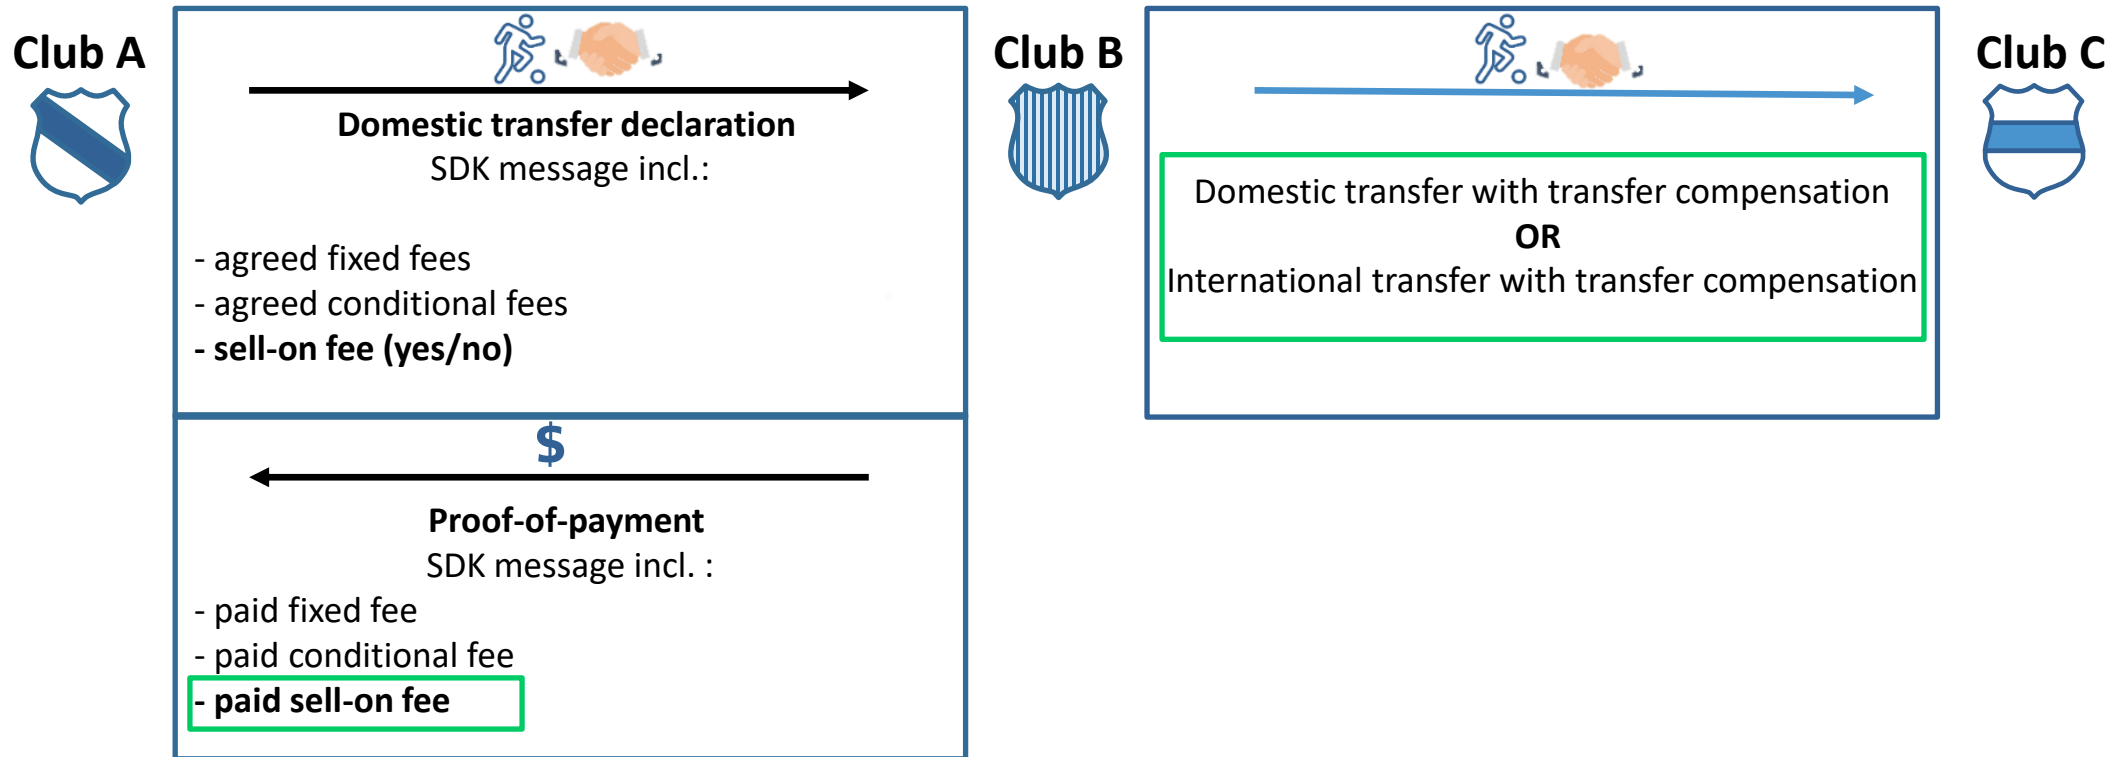 Club A
Domestic transfer declaration
SDK message incl.:
- agreed fixed fees
- agreed conditional fees
- sell-on fee (yes/no)
$
Proof-of-payment
SDK message incl. :
- paid fixed fee
- paid conditional fee
- paid sell-on fee
Club B
Domestic transfer with transfer compensation
OR
International transfer with transfer compensation
Club C